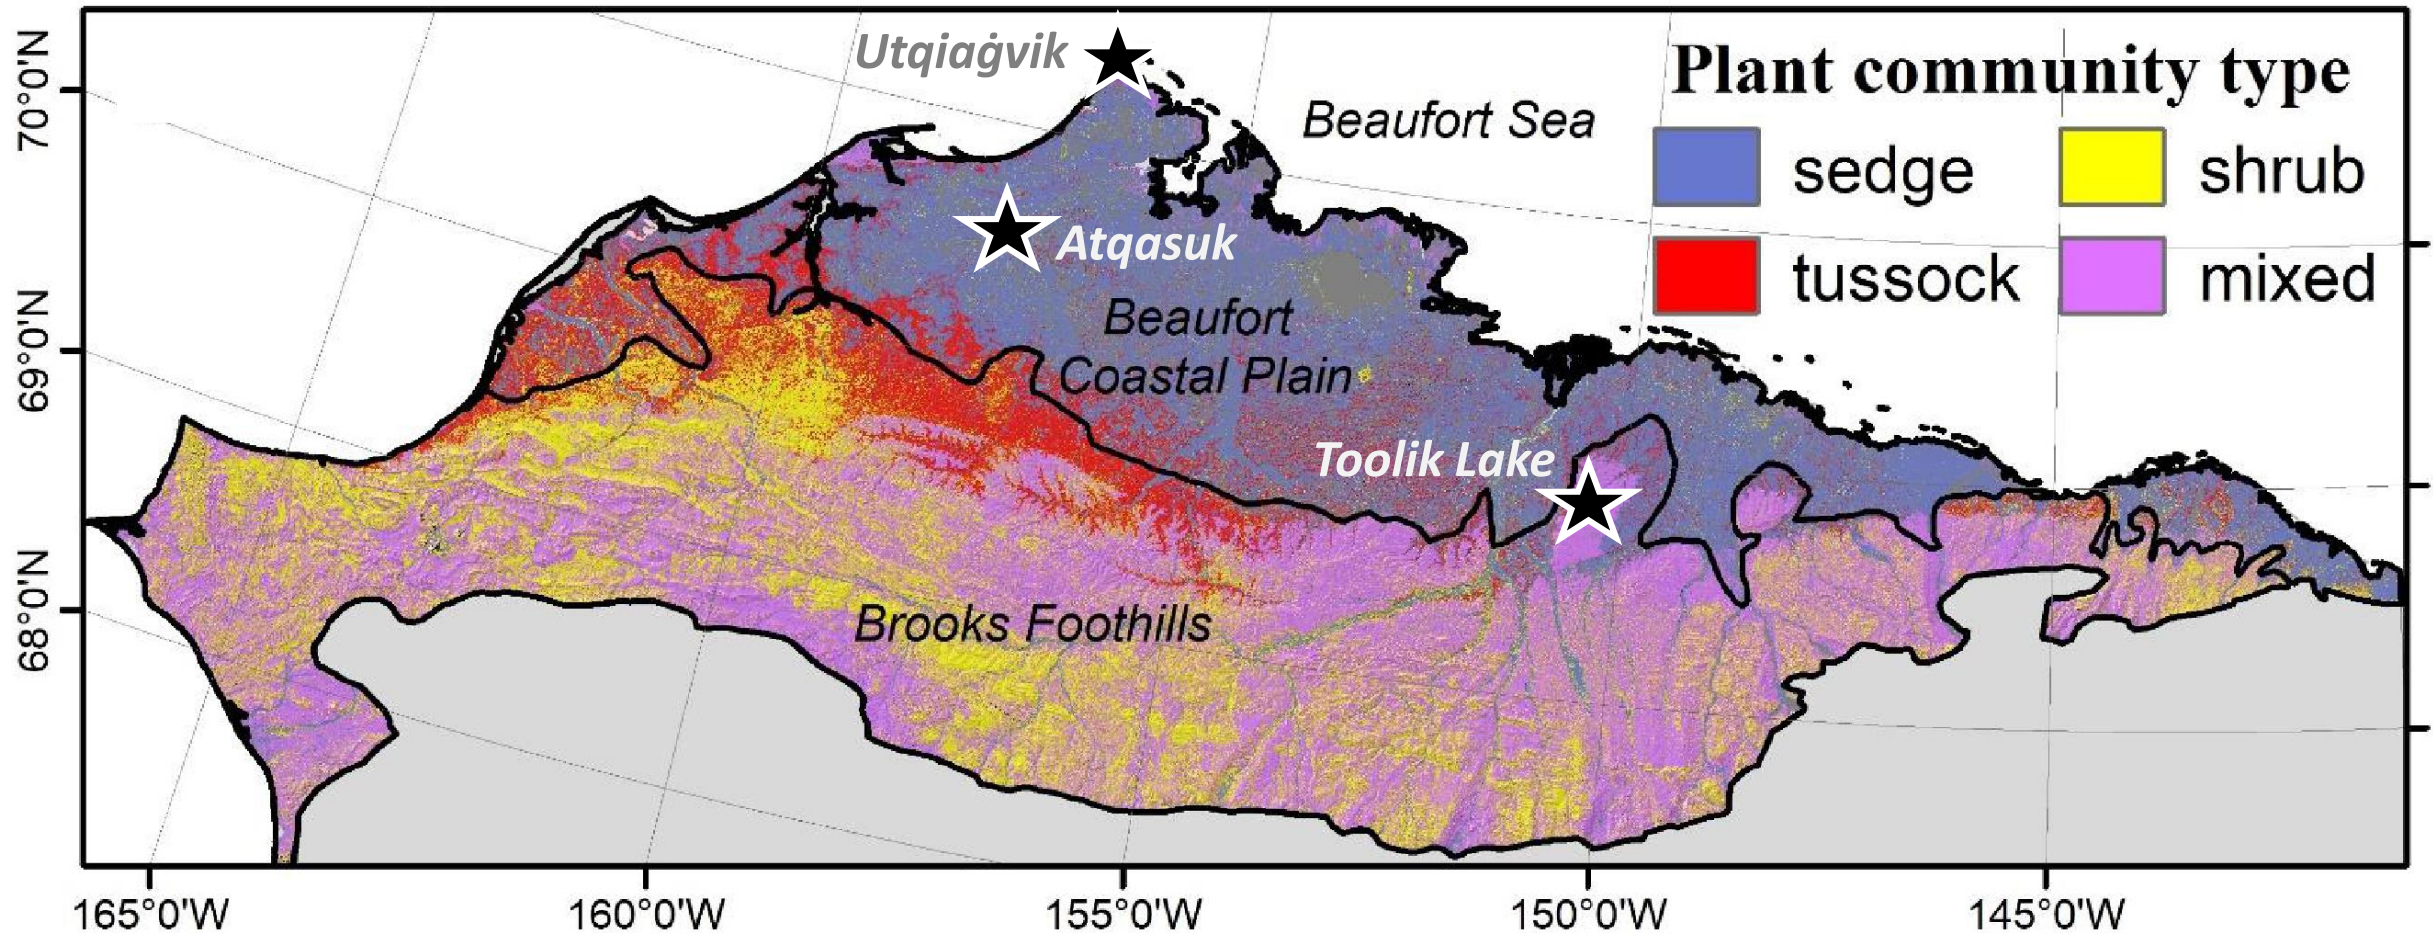 Utqiaġvik
Beaufort Sea
Plant community type
sedge
shrub
tussock
mixed
Atqasuk
Beaufort
Coastal Plain
Toolik Lake
Brooks Foothills
70°0'N
69°0'N
68°0'N
165°0'W
160°0'W
155°0'W
150°0'W
145°0'W